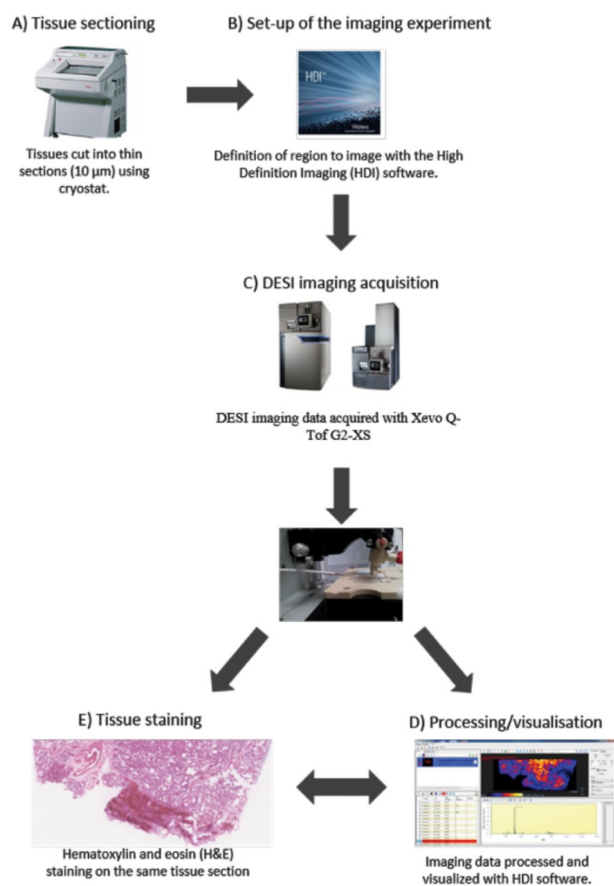 A) Tissue sectioning
B) Set-up of the imaging experiment
HDI
Waters
Tissues cut into thin
sections (10 μm) using
cryostat.
Definition of region to image with the High
Definition Imaging (HDI) software.
C) DESI imaging acquisition
DESI imaging data acquired with Xevo Q-
Tof G2-XS
E) Tissue staining
D) Processing/visualisation
Hematoxylin and eosin (H&E)
staining on the same tissue section
Imaging data processed and
visualized with HDI software.